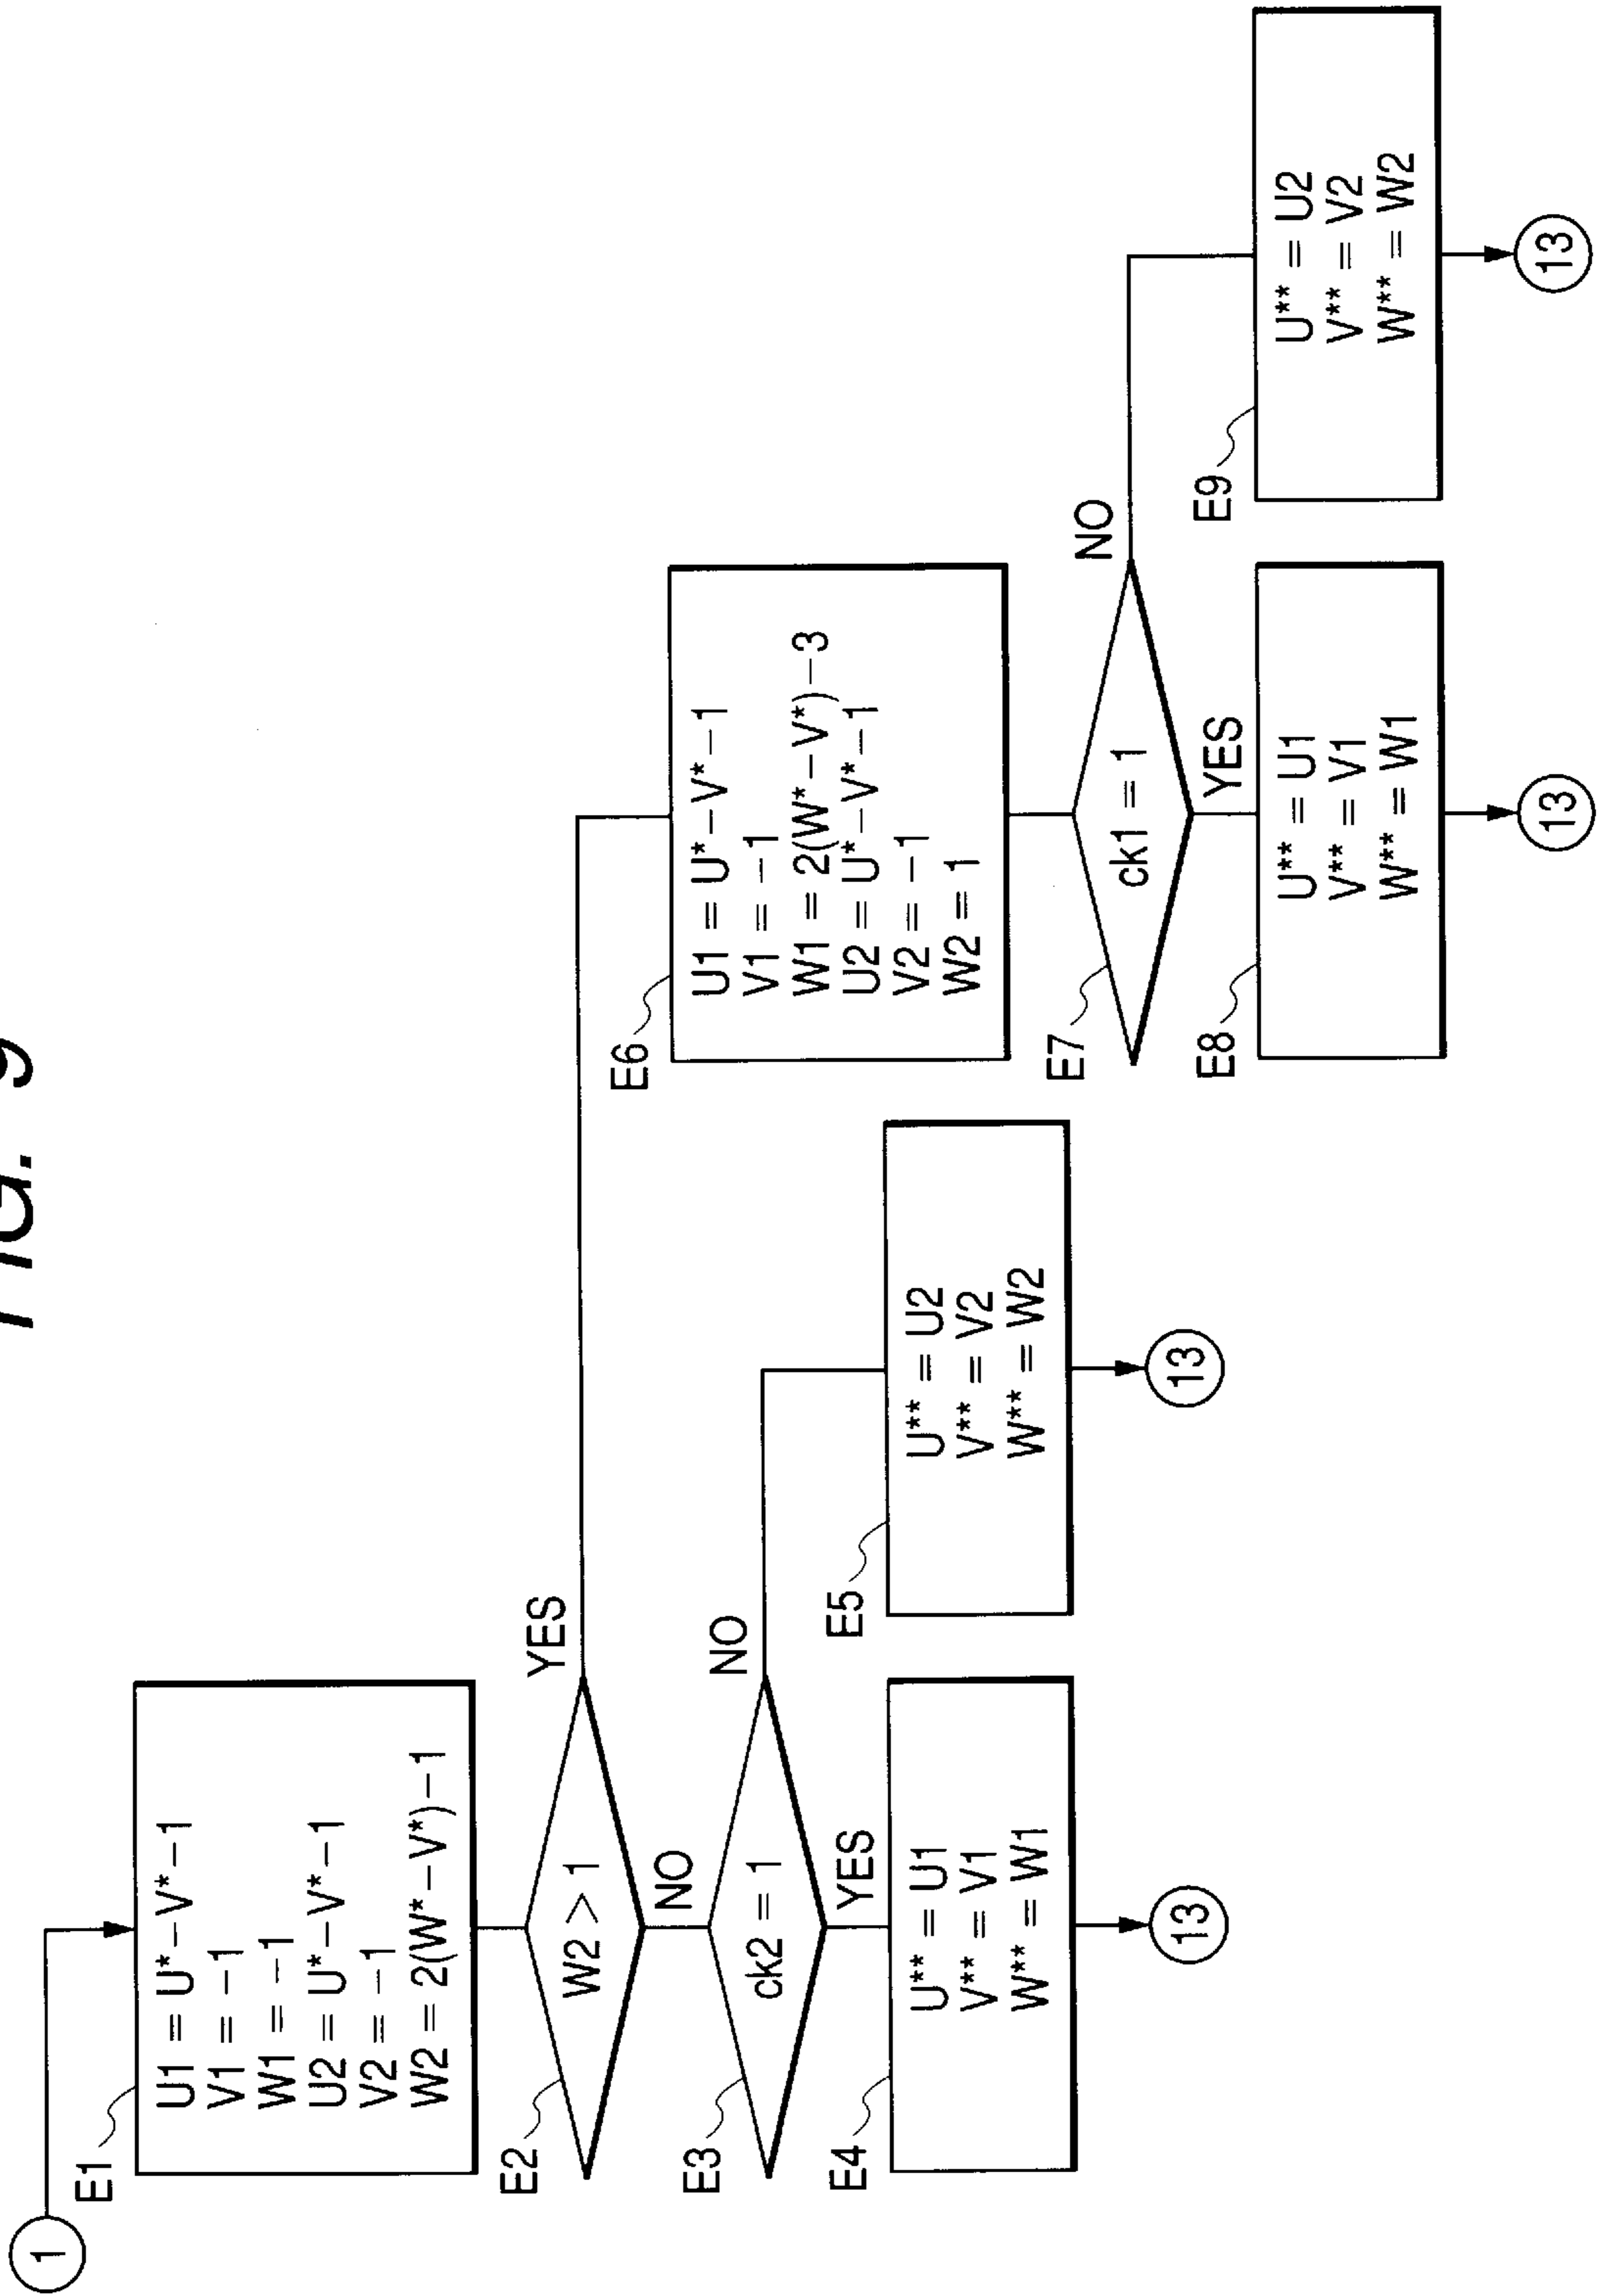 FIG. 9
1
E1
U1 = U*-V*-1
V1 = -1
W1 = -1
U2 = U*-V*-1
V2 = -1
W2 = 2(W*-V*)-1
E2
W2 > 1
YES
NO
E3
ck2 = 1
NO
YES
E4
U** = U1
V** = V1
W** = W1
13
E5
U** = U2
V** = V2
W** = W2
13
E6
U1 = U*-V*-1
V1 = -1
W1 = 2(W*-V*)-3
U2 = U*-V*-1
V2 = -1
W2 = 1
E7
ck1 = 1
NO
YES
E8
U** = U1
V** = V1
W** = W1
13
E9
U** = U2
V** = V2
W** = W2
13